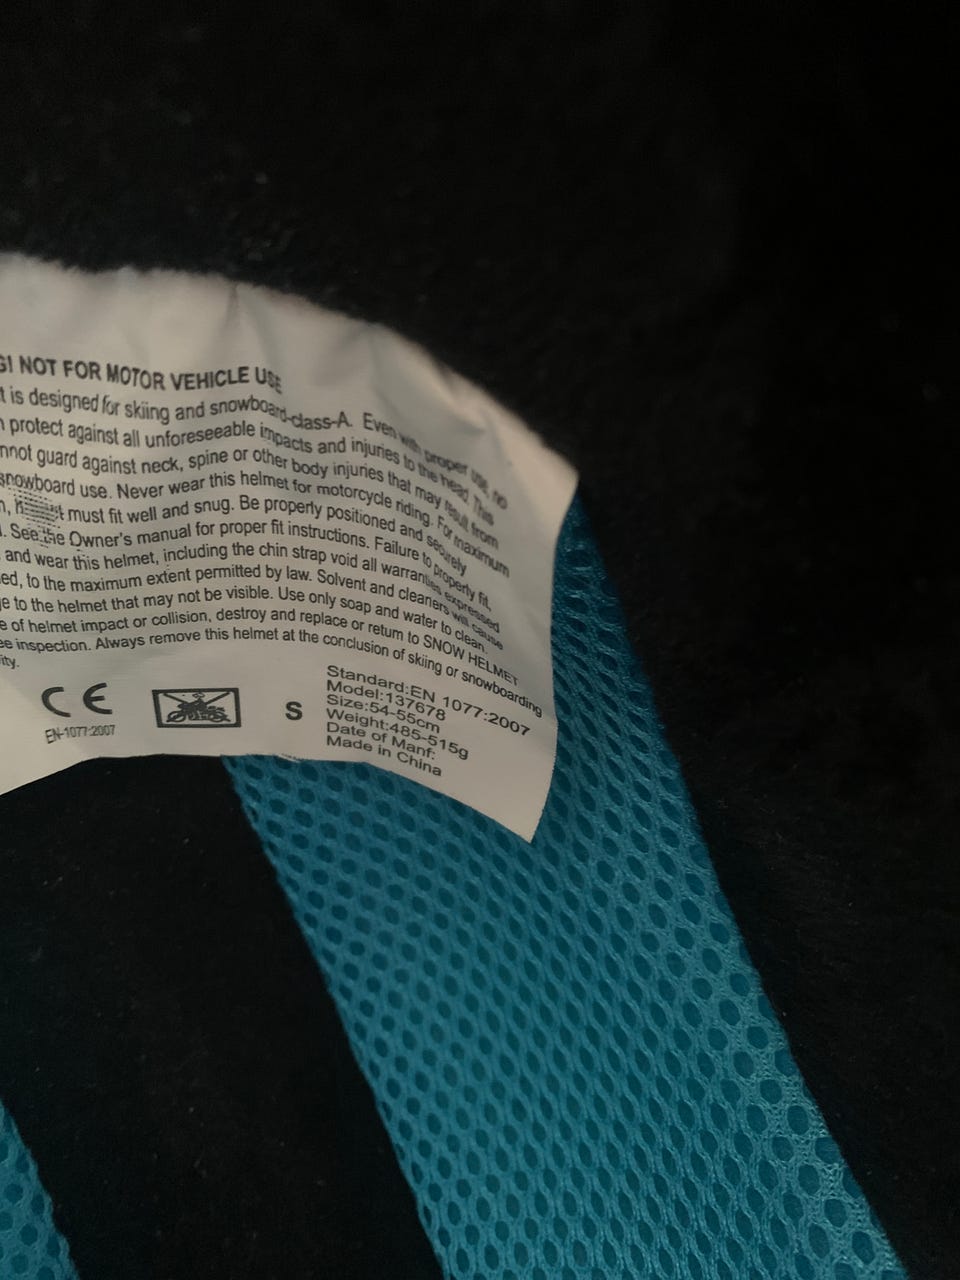 G! NOT FOR MOTOR VEHICLE USE
t is designed for skiing and snowboard-class-A. Even with proper use, no
n protect against all unforeseeable impacts and injuries to the head. This
nnot guard against neck, spine or other body injuries that may result from
snowboard use. Never wear this helmet for motorcycle riding. For maximum
n, must fit well and snug. Be properly positioned and securely
. See the Owner's manual for proper fit instructions. Failure to properly fit,
and wear this helmet, including the chin strap void all warranties expressed
ed, to the maximum extent permitted by law. Solvent and cleaners will cause
e to the helmet that may not be visible. Use only soap and water to clean.
e of helmet impact or collision, destroy and replace or return to SNOW HELMET
ee inspection. Always remove this helmet at the conclusion of skiing or snowboarding
ity.
CE
EN-1077:2007
S
Standard:EN 1077:2007
Model:137678
Size:54-55cm
Weight:485-515g
Date of Manf:
Made in China